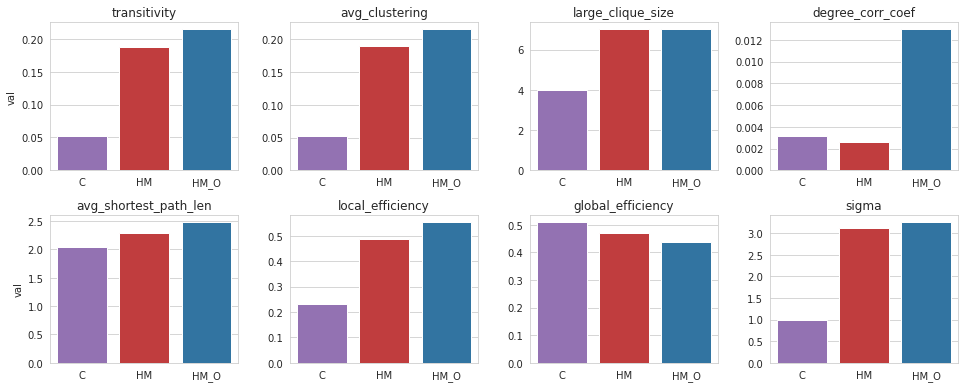 transitivity
avg_clustering
large_clique_size
degree_corr_coef
val
0.20
0.15
0.10
0.05
0.00
C HM HM_O
0.20
0.15
0.10
0.05
0.00
C HM HM_O
6
4
2
0
C HM HM_O
0.012
0.010
0.008
0.006
0.004
0.002
0.000
C HM HM_O
avg_shortest_path_len
local_efficiency
global_efficiency
sigma
val
2.5
2.0
1.5
1.0
0.5
0.0
C HM HM_O
0.5
0.4
0.3
0.2
0.1
0.0
C HM HM_O
0.5
0.4
0.3
0.2
0.1
0.0
C HM HM_O
3.0
2.5
2.0
1.5
1.0
0.5
0.0
C HM HM_O